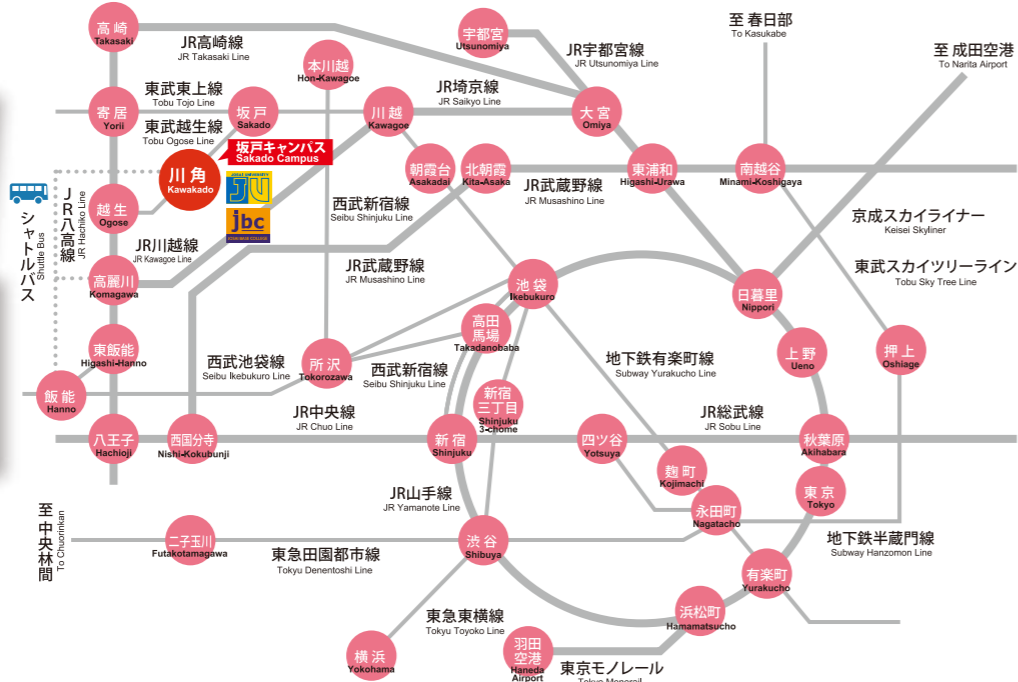 高崎
Takasaki
JR高崎線
JR Takasaki Line
宇都宮
Utsunomiya
JR宇都宮線
JR Utsunomiya Line
至 春日部
To Kasukabe
至 成田空港
To Narita Airport
本川越
Hon-Kawagoe
JR埼京線
JR Saikyo Line
東武東上線
Tobu Tojo Line
寄居
Yorii
坂戸
Sakado
川越
Kawagoe
大宮
Omiya
東武越生線
Tobu Ogose Line
坂戸キャンパス
Sakado Campus
川角
Kawakado
JOSAI UNIVERSITY
JU
jbc
JOSAI BASE COLLEGE
朝霞台
Asakadai
北朝霞
Kita-Asaka
東浦和
Higashi-Urawa
南越谷
Minami-Koshigaya
JR武蔵野線
JR Musashino Line
シャトルバス
Shuttle Bus
JR八高線
JR Hachiko Line
越生
Ogose
西武新宿線
Seibu Shinjuku Line
京成スカイライナー
Keisei Skyliner
JR川越線
JR Kawagoe Line
高麗川
Komagawa
JR武蔵野線
JR Musashino Line
池袋
Ikebukuro
日暮里
Nippori
東武スカイツリーライン
Tobu Sky Tree Line
高田
馬場
Takadanobaba
東飯能
Higashi-Hanno
西武池袋線
Seibu Ikebukuro Line
所沢
Tokorozawa
西武新宿線
Seibu Shinjuku Line
地下鉄有楽町線
Subway Yurakucho Line
上野
Ueno
押上
Oshiage
飯能
Hanno
新宿
三丁目
Shinjuku
3-chome
JR中央線
JR Chuo Line
JR総武線
JR Sobu Line
八王子
Hachioji
西国分寺
Nishi-Kokubunji
新宿
Shinjuku
四ツ谷
Yotsuya
秋葉原
Akihabara
麹町
Kojimachi
東京
Tokyo
JR山手線
JR Yamanote Line
永田町
Nagatacho
至中央林間
To Chuorinkan
二子玉川
Futakotamagawa
東急田園都市線
Tokyu Denentoshi Line
渋谷
Shibuya
地下鉄半蔵門線
Subway Hanzomon Line
有楽町
Yurakucho
東急東横線
Tokyu Toyoko Line
浜松町
Hamamatsucho
横浜
Yokohama
羽田
空港
Haneda
Airport
東京モノレール
Tokyo Monorail